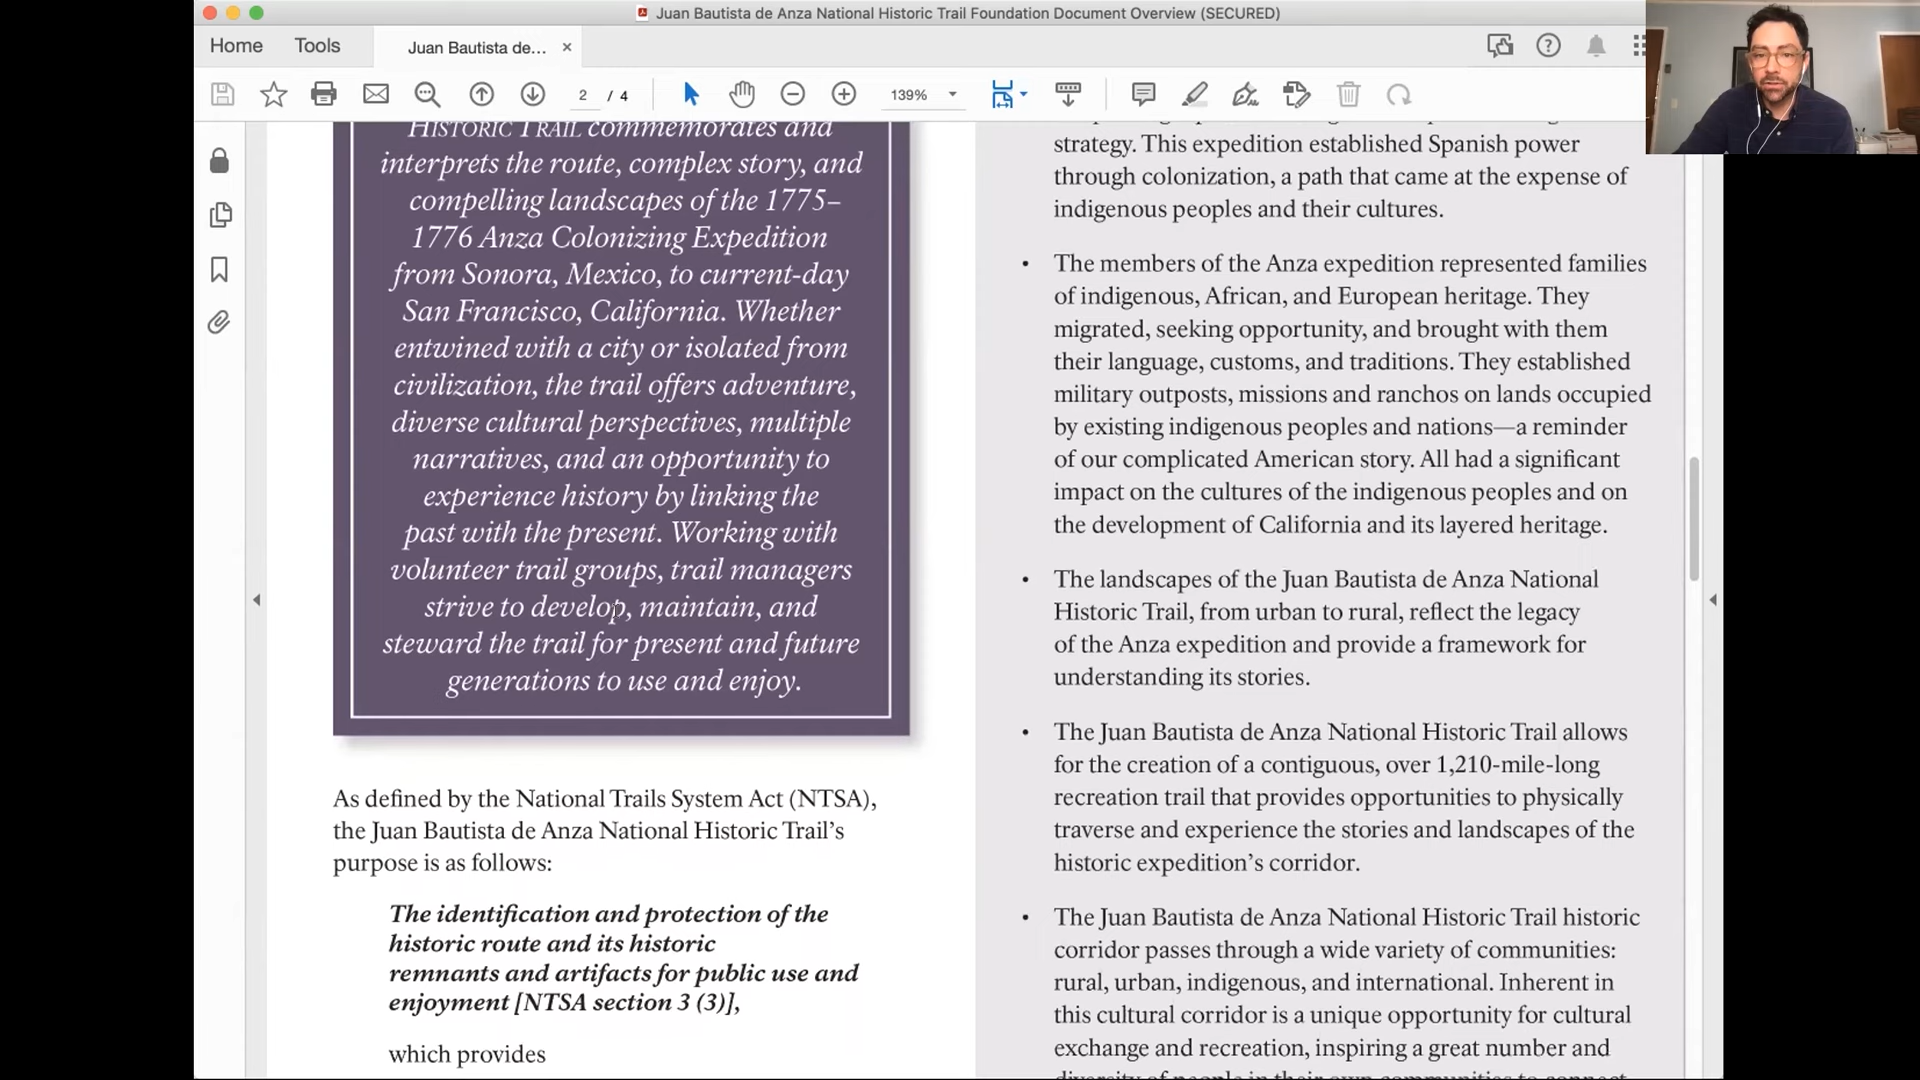 Juan Bautista de Anza National Historic Trail Foundation Document Overview (SECURED)
Home Tools Juan Bautista de... ×
2 / 4 139%
HISTORIC TRAIL commemorates and
interprets the route, complex story, and
compelling landscapes of the 1775–
1776 Anza Colonizing Expedition
from Sonora, Mexico, to current-day
San Francisco, California. Whether
entwined with a city or isolated from
civilization, the trail offers adventure,
diverse cultural perspectives, multiple
narratives, and an opportunity to
experience history by linking the
past with the present. Working with
volunteer trail groups, trail managers
strive to develop, maintain, and
steward the trail for present and future
generations to use and enjoy.
As defined by the National Trails System Act (NTSA),
the Juan Bautista de Anza National Historic Trail’s
purpose is as follows:
The identification and protection of the
historic route and its historic
remnants and artifacts for public use and
enjoyment [NTSA section 3 (3)],
which provides
strategy. This expedition established Spanish power
through colonization, a path that came at the expense of
indigenous peoples and their cultures.
• The members of the Anza expedition represented families
of indigenous, African, and European heritage. They
migrated, seeking opportunity, and brought with them
their language, customs, and traditions. They established
military outposts, missions and ranchos on lands occupied
by existing indigenous peoples and nations—a reminder
of our complicated American story. All had a significant
impact on the cultures of the indigenous peoples and on
the development of California and its layered heritage.
• The landscapes of the Juan Bautista de Anza National
Historic Trail, from urban to rural, reflect the legacy
of the Anza expedition and provide a framework for
understanding its stories.
• The Juan Bautista de Anza National Historic Trail allows
for the creation of a contiguous, over 1,210-mile-long
recreation trail that provides opportunities to physically
traverse and experience the stories and landscapes of the
historic expedition’s corridor.
• The Juan Bautista de Anza National Historic Trail historic
corridor passes through a wide variety of communities:
rural, urban, indigenous, and international. Inherent in
this cultural corridor is a unique opportunity for cultural
exchange and recreation, inspiring a great number and
diversity of people in their own communities to connect